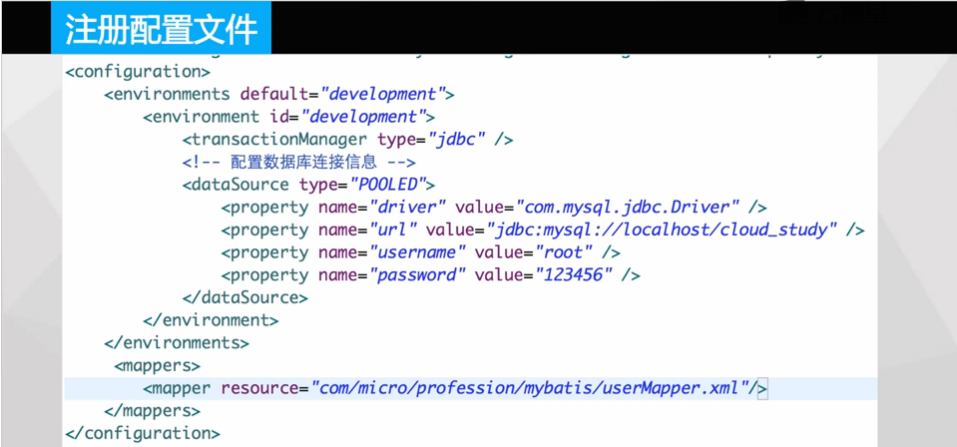 注册配置文件
<configuration>
<environments default="development">
<environment id="development">
<transactionManager type="jdbc" />
<!-- 配置数据库连接信息 -->
<dataSource type="POOLED">
<property name="driver" value="com.mysql.jdbc.Driver" />
<property name="url" value="jdbc:mysql://localhost/cloud_study" />
<property name="username" value="root" />
<property name="password" value="123456" />
</dataSource>
</environment>
</environments>
<mappers>
<mapper resource="com/micro/profession/mybatis/userMapper.xml"/>
</mappers>
</configuration>